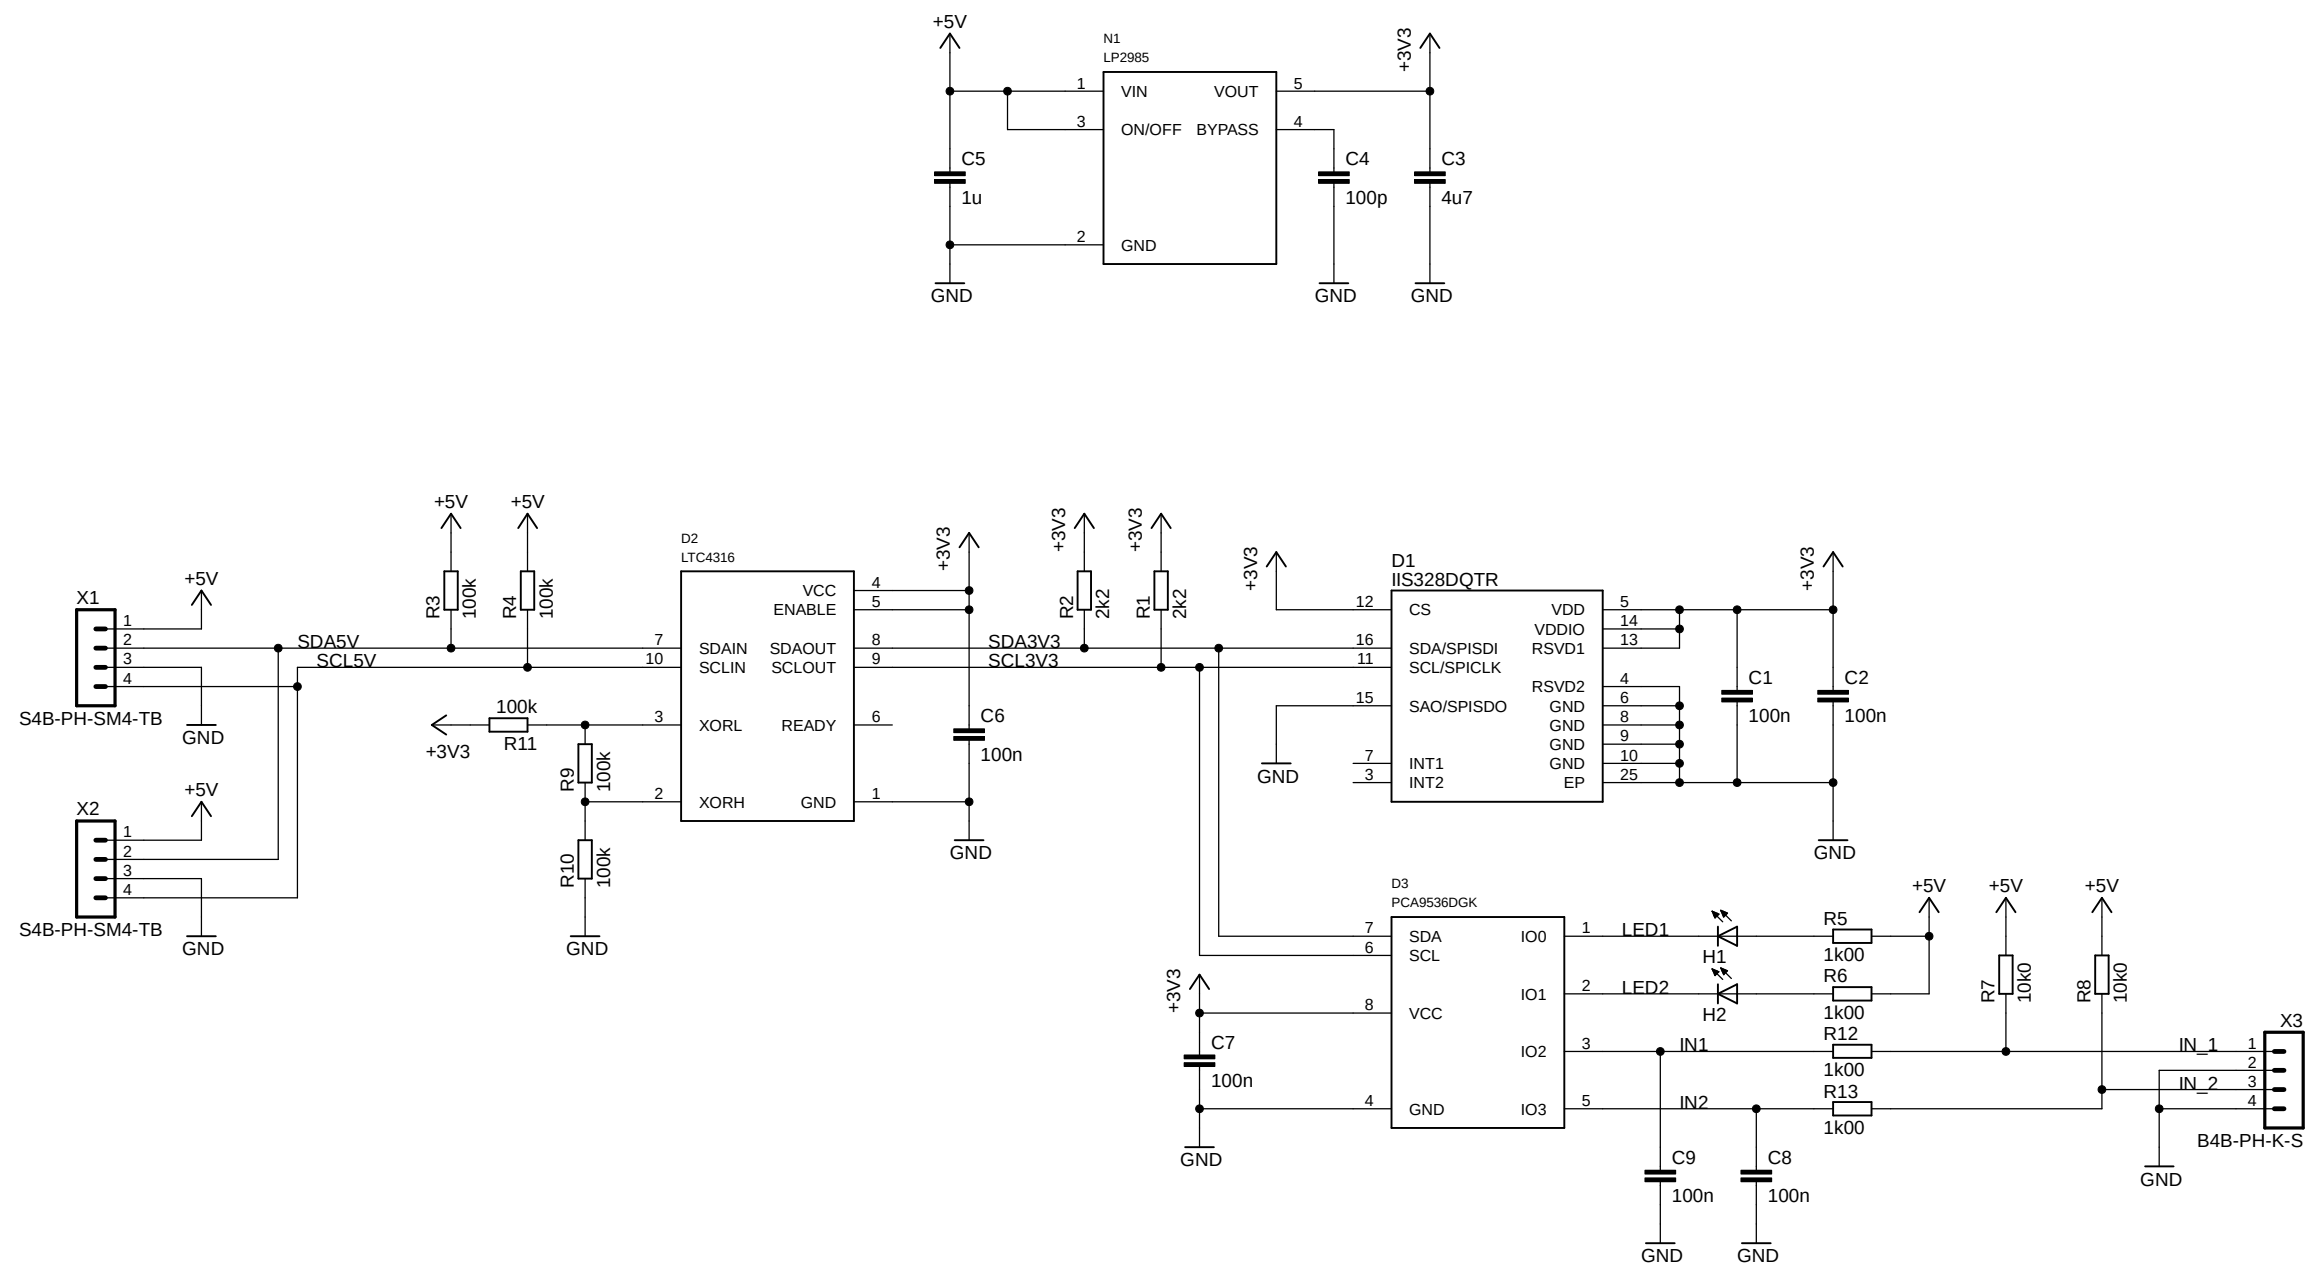 +5V
N1
LP2985
+3V3
1 VIN VOUT 5
3 ON/OFF BYPASS 4
C5
1u
C4
100p
C3
4u7
2 GND
GND
GND
GND
+5V
+5V
R3
100k
R4
100k
D2
LTC4316
+3V3
VCC 4
ENABLE 5
7 SDAIN SDAOUT 8
10 SCLIN SCLOUT 9
3 XORL READY 6
2 XORH GND 1
X1
+5V
1
2
3
4
S4B-PH-SM4-TB
GND
SDA5V
SCL5V
100k
R11
+3V3
R9
100k
R10
100k
GND
X2
+5V
1
2
3
4
S4B-PH-SM4-TB
GND
C6
100n
GND
+3V3
+3V3
R2
2k2
R1
2k2
SDA3V3
SCL3V3
+3V3
D1
IIS328DQTR
12 CS VDD 5
VDDIO 14
16 SDA/SPISDI RSVD1 13
11 SCL/SPICLK
RSVD2 4
15 SAO/SPISDO GND 6
GND 8
GND 9
7 INT1 GND 10
3 INT2 EP 25
GND
+3V3
C1
100n
C2
100n
GND
D3
PCA9536DGK
7 SDA IO0 1
6 SCL
IO1 2
8 VCC
IO2 3
4 GND IO3 5
+3V3
C7
100n
GND
LED1
H1
R5
1k00
LED2
H2
R6
1k00
+5V
+5V
+5V
R7
10k0
R8
10k0
IN1
R12
1k00
IN2
R13
1k00
C9
100n
C8
100n
GND
GND
X3
IN_1 1
2
IN_2 3
4
B4B-PH-K-S
GND